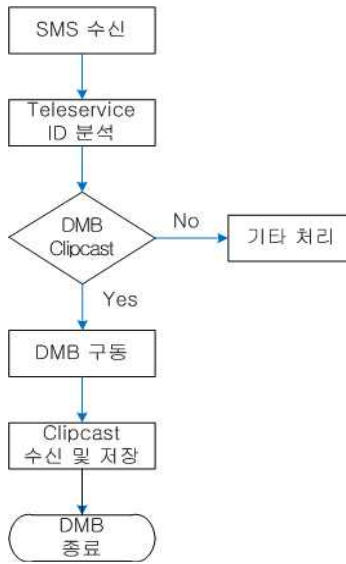 SMS 수신
Teleservice
ID 분석
DMB
Clipcast
No
기타 처리
Yes
DMB 구동
Clipcast
수신 및 저장
DMB
종료